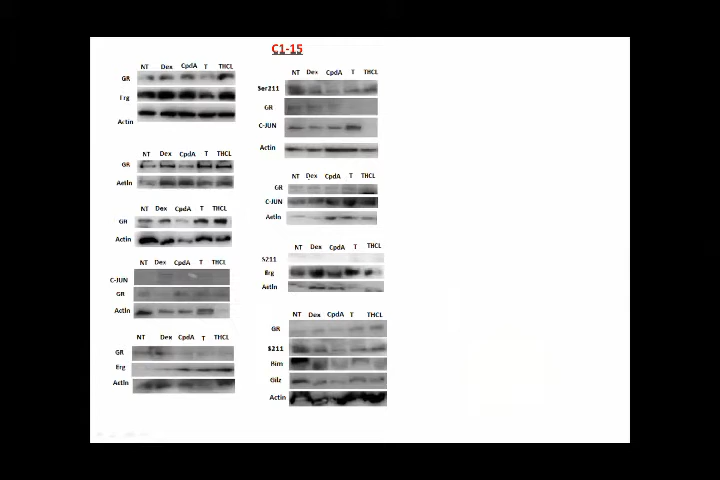 C1-15
NT Dex CpdA T THCL
GR
Erg
Actin
NT Dex CpdA T THCL
GR
Actin
NT Dex CpdA T THCL
GR
Actin
NT Dex CpdA T THCL
C-JUN
GR
Actin
NT Dex CpdA T THCL
GR
Erg
Actin
NT Dex CpdA T THCL
Ser211
GR
C-JUN
Actin
NT Dex CpdA T THCL
GR
C-JUN
Actin
NT Dex CpdA T THCL
S211
Erg
Actin
NT Dex CpdA T THCL
GR
S211
Bim
Gilz
Actin